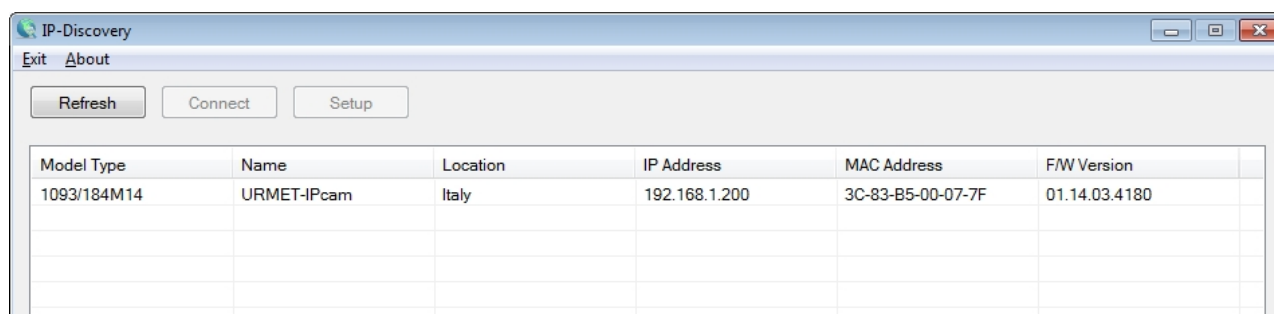 IP-Discovery
Exit About
Refresh Connect Setup
Model Type Name Location IP Address MAC Address F/W Version
1093/184M14 URMET-IPcam Italy 192.168.1.200 3C-83-B5-00-07-7F 01.14.03.4180